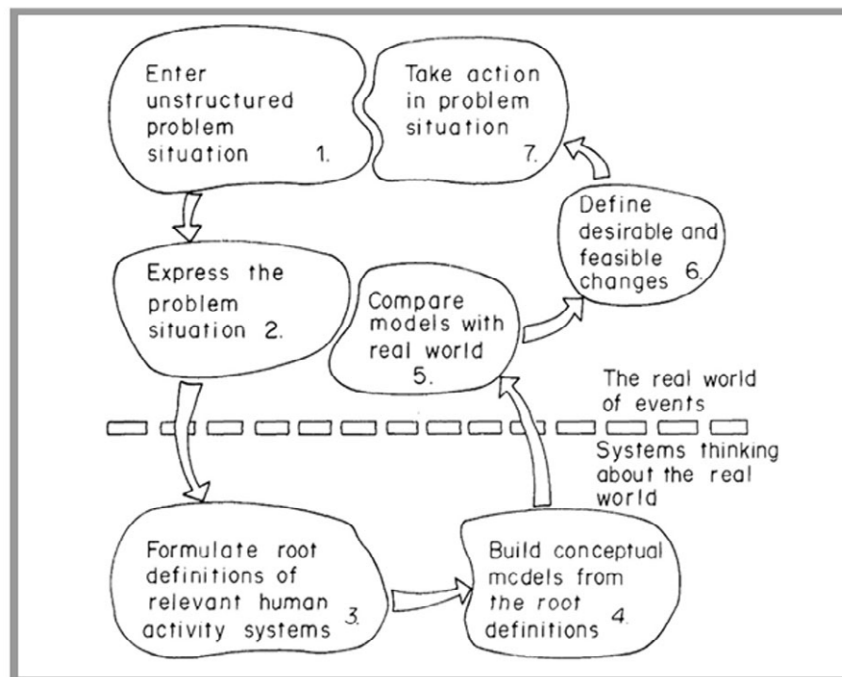 Enter
unstructured
problem
situation 1.
Take action
in problem
situation
7.
Define
desirable and
feasible
changes 6.
Express the
problem
situation 2.
Compare
models with
real world
5.
The real world
of events
Systems thinking
about the real
world
Formulate root
definitions of
relevant human
activity systems 3.
Build conceptual
models from
the root
definitions 4.